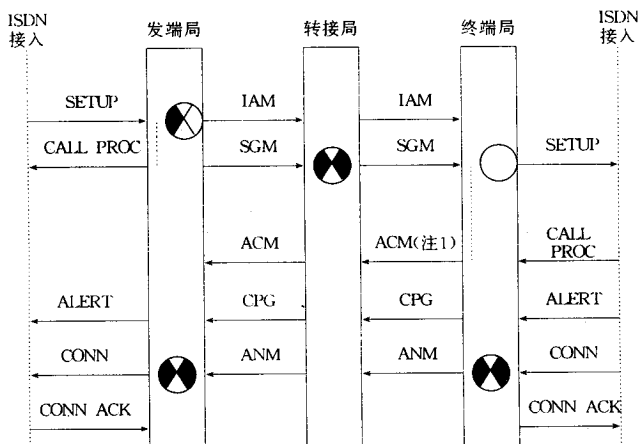 ISDN
接入
发端局
转接局
终端局
ISDN
接入
SETUP
IAM
IAM
CALL PROC
SGM
SGM
SETUP
ACM
ACM(注1)
CALL
PROC
ALERT
CPG
CPG
ALERT
CONN
ANM
ANM
CONN
CONN ACK
CONN ACK